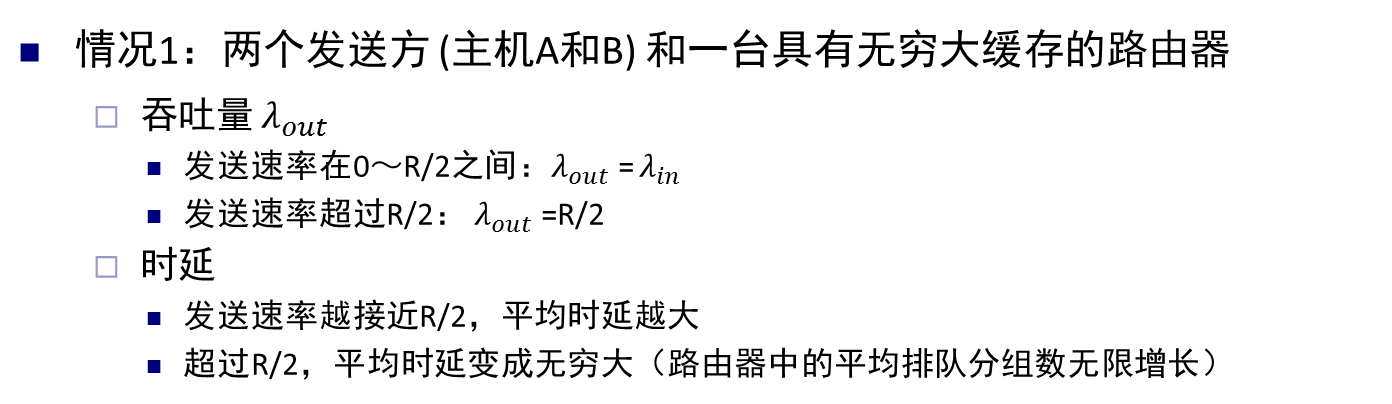 情况1：两个发送方 (主机A和B) 和一台具有无穷大缓存的路由器
吞吐量 λout
发送速率在0～R/2之间：λout = λin
发送速率超过R/2： λout =R/2
时延
发送速率越接近R/2，平均时延越大
超过R/2，平均时延变成无穷大（路由器中的平均排队分组数无限增长）